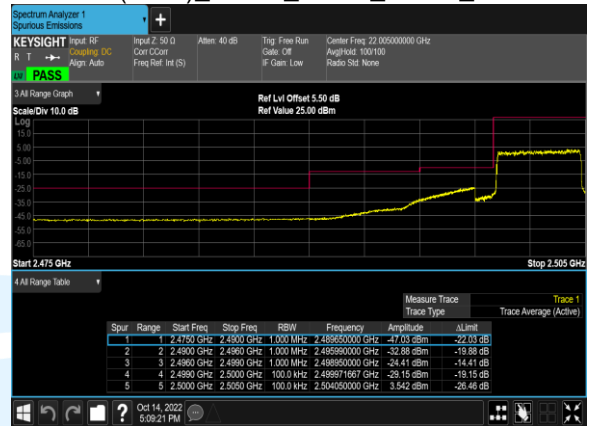 Spectrum Analyzer 1
Spurious Emissions
+
KEYSIGHT Input: RF Input Z: 50 Ω Atten: 40 dB Trig: Free Run Center Freq: 22.005000000 GHz
R T Coupling: DC Corr CCorr Gate: Off Avg|Hold: 100/100
Align: Auto Freq Ref: Int (S) IF Gain: Low Radio Std: None
PASS
3 All Range Graph
Ref Lvl Offset 5.50 dB
Scale/Div 10.0 dB Ref Value 25.00 dBm
Log
15.0
5.00
-5.00
-15.0
-25.0
-35.0
-45.0
-55.0
-65.0
Start 2.475 GHz Stop 2.505 GHz
4 All Range Table
Measure Trace Trace 1
Trace Type Trace Average (Active)
Spur Range Start Freq Stop Freq RBW Frequency Amplitude ΔLimit
1 1 2.4750 GHz 2.4900 GHz 1.000 MHz 2.489650000 GHz -47.03 dBm -22.03 dB
2 2 2.4900 GHz 2.4960 GHz 1.000 MHz 2.495990000 GHz -32.88 dBm -19.88 dB
3 3 2.4960 GHz 2.4990 GHz 1.000 MHz 2.498950000 GHz -24.41 dBm -14.41 dB
4 4 2.4990 GHz 2.5000 GHz 100.0 kHz 2.499971667 GHz -29.15 dBm -19.15 dB
5 5 2.5000 GHz 2.5050 GHz 100.0 kHz 2.504050000 GHz 3.542 dBm -26.46 dB
? Oct 14, 2022
5:09:21 PM